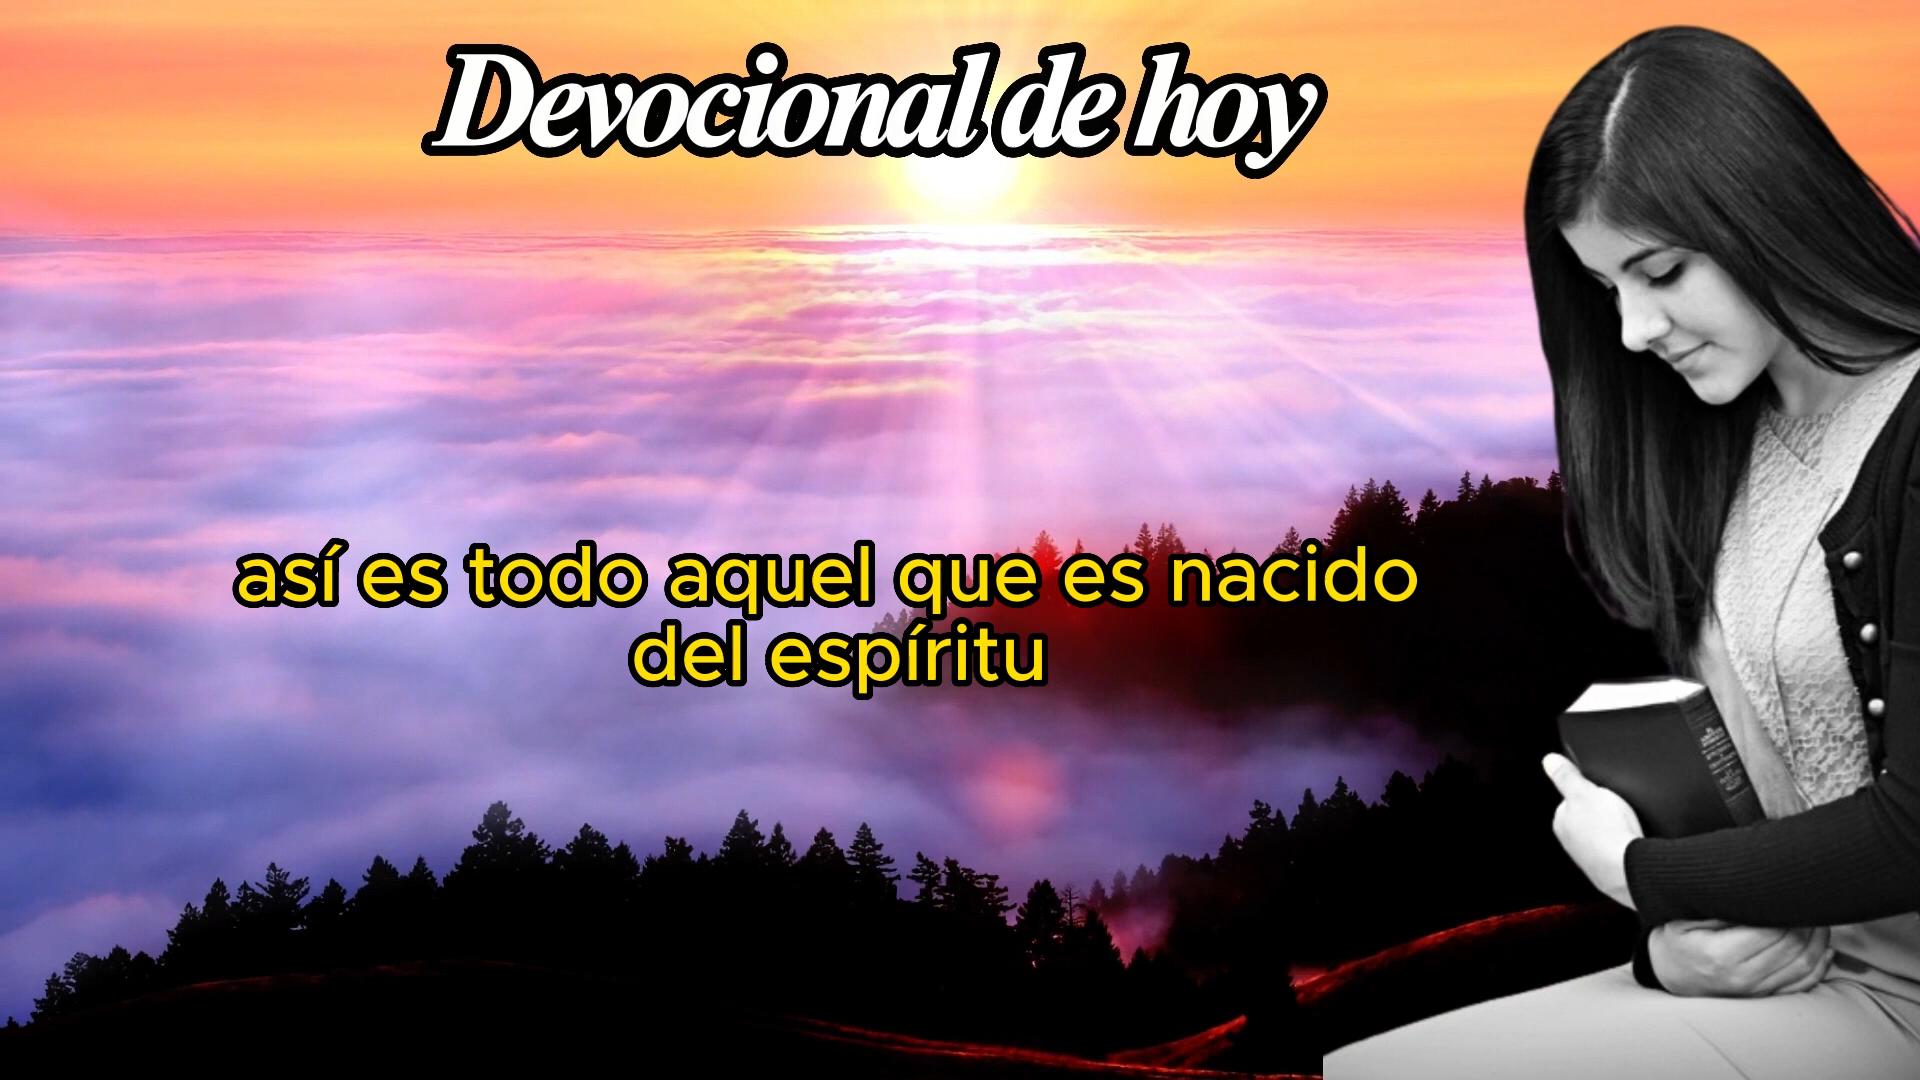 Devocional de hoy
así es todo aquel que es nacido
del espíritu